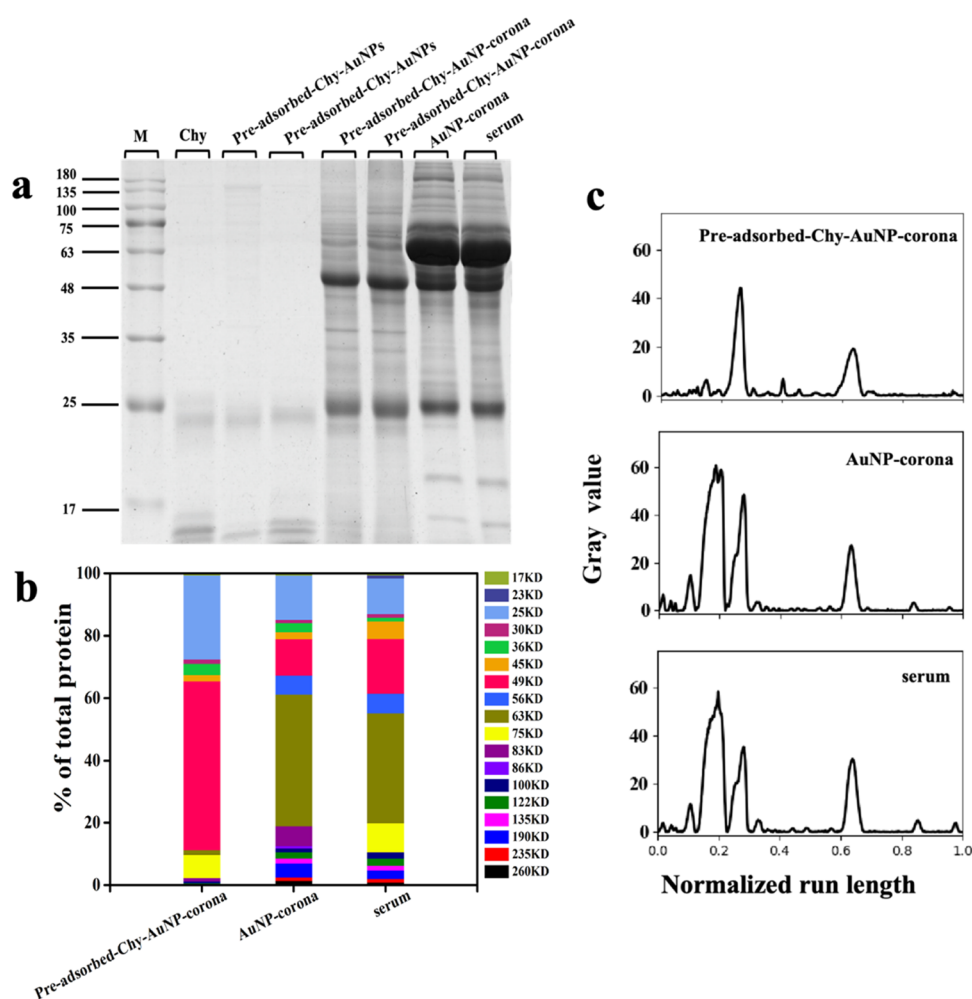 a
M
Chy
Pre-adsorbed-Chy-AuNPs
Pre-adsorbed-Chy-AuNPs
Pre-adsorbed-Chy-AuNP-corona
Pre-adsorbed-Chy-AuNP-corona
AuNP-corona
serum
180
135
100
75
63
48
35
25
17
b
% of total protein
100
80
60
40
20
0
Pre-adsorbed-Chy-AuNP-corona
AuNP-corona
serum
17KD
23KD
25KD
30KD
36KD
45KD
49KD
56KD
63KD
75KD
83KD
86KD
100KD
122KD
135KD
190KD
235KD
260KD
c
Gray value
Pre-adsorbed-Chy-AuNP-corona
60
40
20
0
AuNP-corona
60
40
20
0
serum
60
40
20
0
0.0 0.2 0.4 0.6 0.8 1.0
Normalized run length